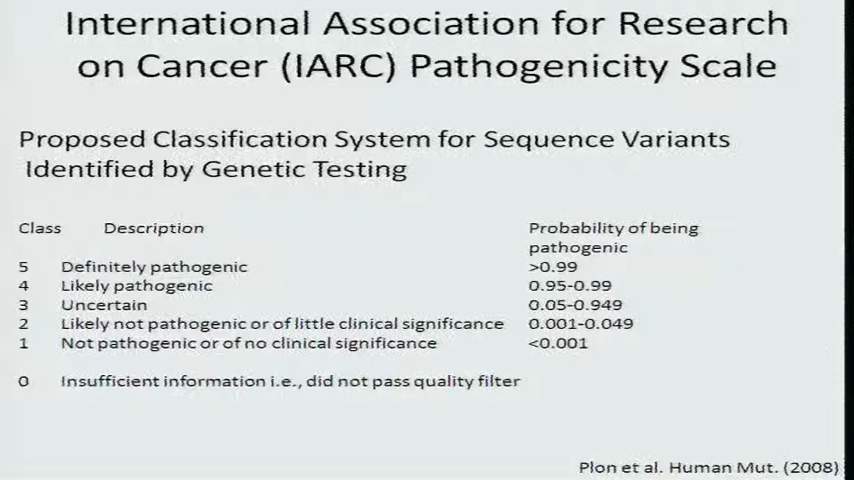 International Association for Research
on Cancer (IARC) Pathogenicity Scale
Proposed Classification System for Sequence Variants
Identified by Genetic Testing
Class Description Probability of being
pathogenic
5 Definitely pathogenic >0.99
4 Likely pathogenic 0.95-0.99
3 Uncertain 0.05-0.949
2 Likely not pathogenic or of little clinical significance 0.001-0.049
1 Not pathogenic or of no clinical significance <0.001
0 Insufficient information i.e., did not pass quality filter
Plon et al. Human Mut. (2008)